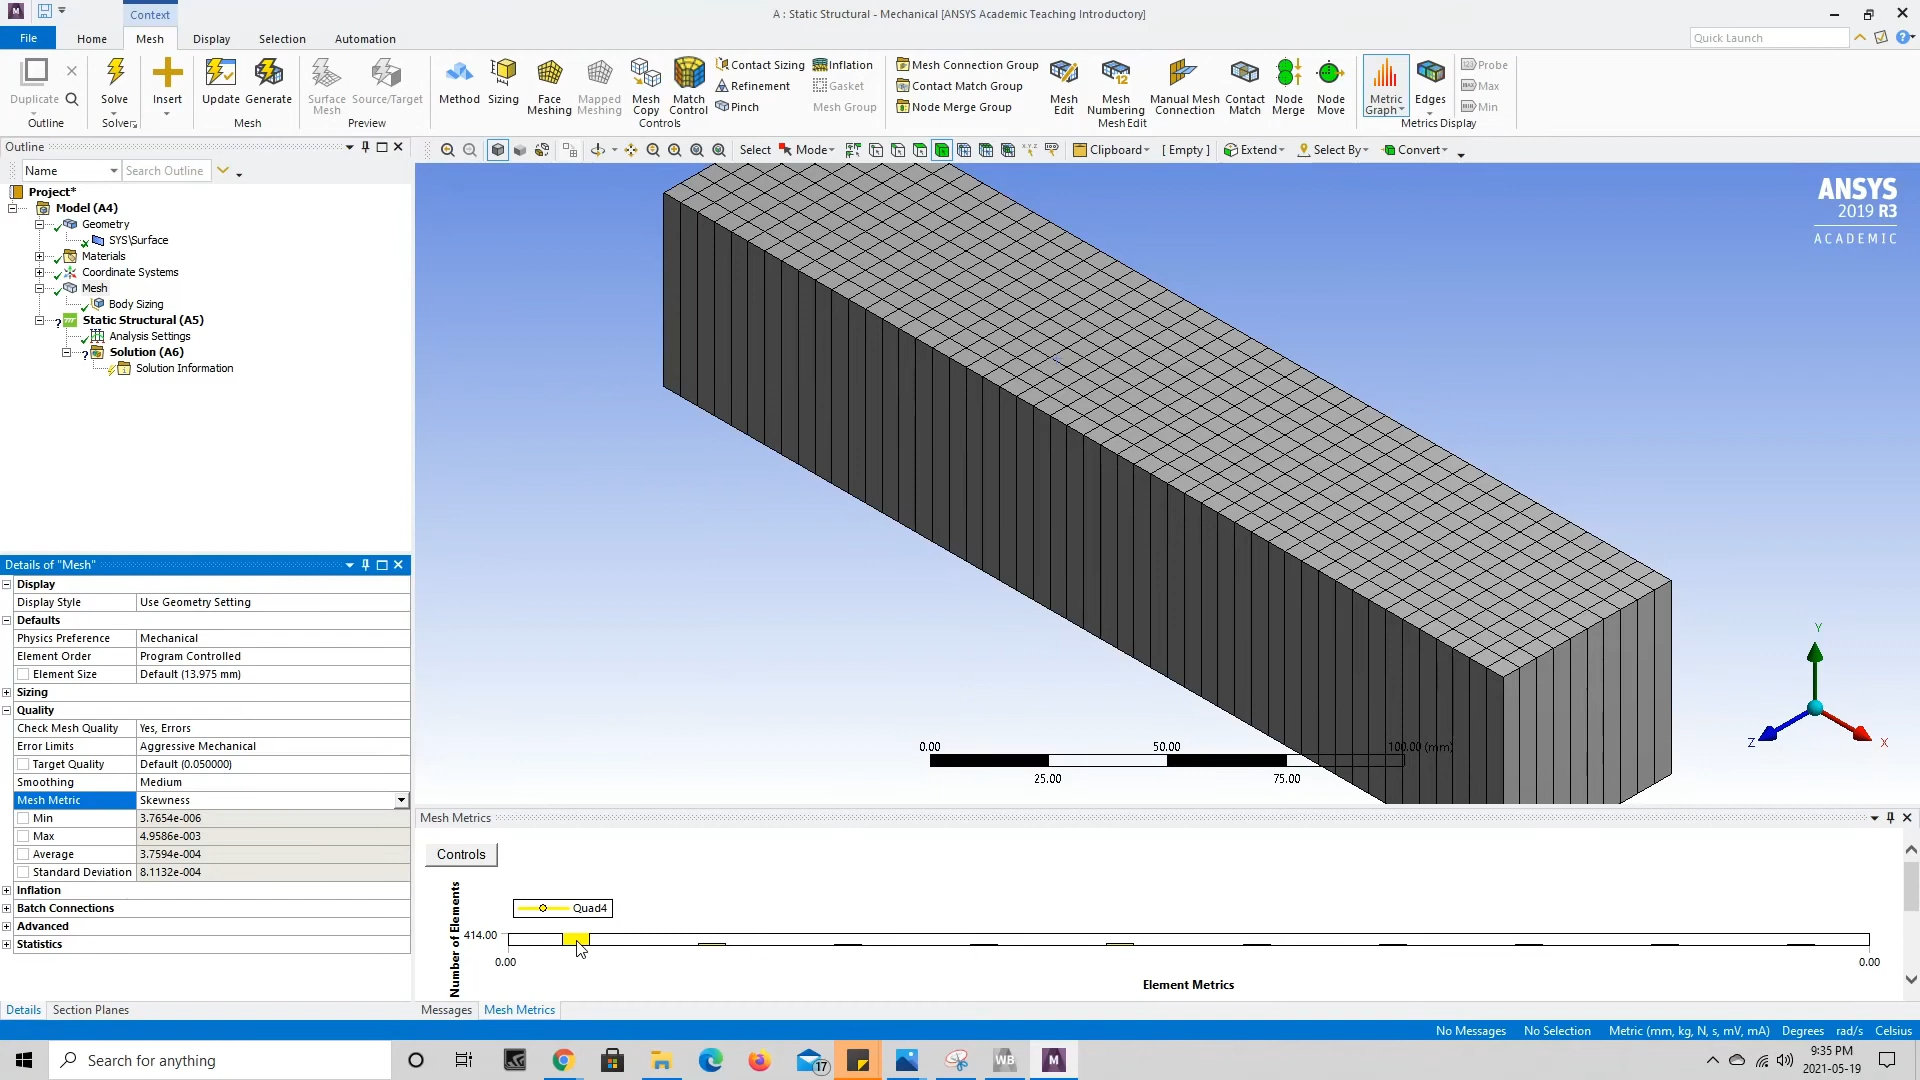 Context
A : Static Structural - Mechanical [ANSYS Academic Teaching Introductory]
File Home Mesh Display Selection Automation
Quick Launch
Duplicate Solve Insert Update Generate Surface Mesh Source/Target Method Sizing Face Meshing Mapped Meshing Mesh Copy Match Control
Contact Sizing Inflation
Refinement Gasket
Pinch Mesh Group
Mesh Connection Group
Contact Match Group
Node Merge Group
Mesh Edit Mesh Numbering Manual Mesh Connection Contact Match Node Merge Node Move
Metric Graph Edges
Probe
Max
Min
Outline Solver Mesh Preview Controls Mesh Edit Metrics Display
Outline
Name Search Outline
Select Mode Clipboard [ Empty ] Extend Select By Convert
Project*
Model (A4)
Geometry
SYS\Surface
Materials
Coordinate Systems
Mesh
Body Sizing
Static Structural (A5)
Analysis Settings
Solution (A6)
Solution Information
ANSYS
2019 R3
ACADEMIC
Details of "Mesh"
Display
Display Style Use Geometry Setting
Defaults
Physics Preference Mechanical
Element Order Program Controlled
Element Size Default (13.975 mm)
Sizing
Quality
Check Mesh Quality Yes, Errors
Error Limits Aggressive Mechanical
Target Quality Default (0.050000)
Smoothing Medium
Mesh Metric Skewness
Min 3.7654e-006
Max 4.9586e-003
Average 3.7594e-004
Standard Deviation 8.1132e-004
Inflation
Batch Connections
Advanced
Statistics
Details Section Planes
Y
Z
X
0.00 50.00 100.00 (mm)
25.00 75.00
Mesh Metrics
Controls
Number of Elements
Quad4
414.00
0.00 0.00
Element Metrics
Messages Mesh Metrics
No Messages No Selection Metric (mm, kg, N, s, mV, mA) Degrees rad/s Celsius
Search for anything
17
WB
M
9:35 PM
2021-05-19